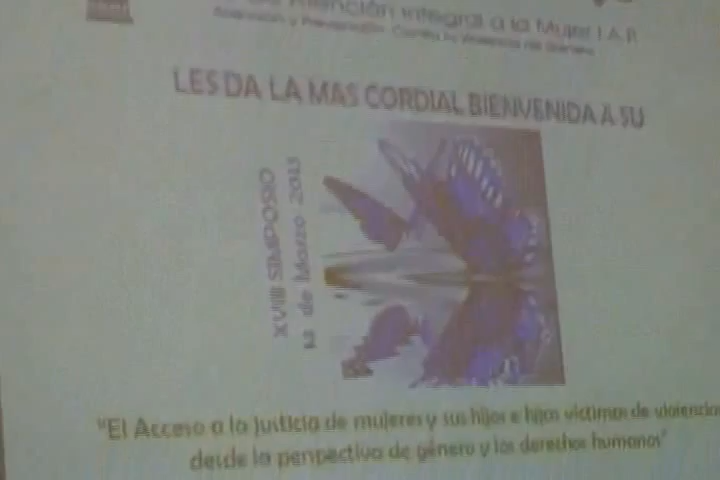 Atención Integral a la Mujer I.A.P.
LES DA LA MAS CORDIAL BIENVENIDA A SU
XVIII SIMPOSIO
de Marzo 2013
"El Acceso a la Justicia de mujeres y sus hijos e hijas víctimas de violencia
desde la perspectiva de género y los derechos humanos"